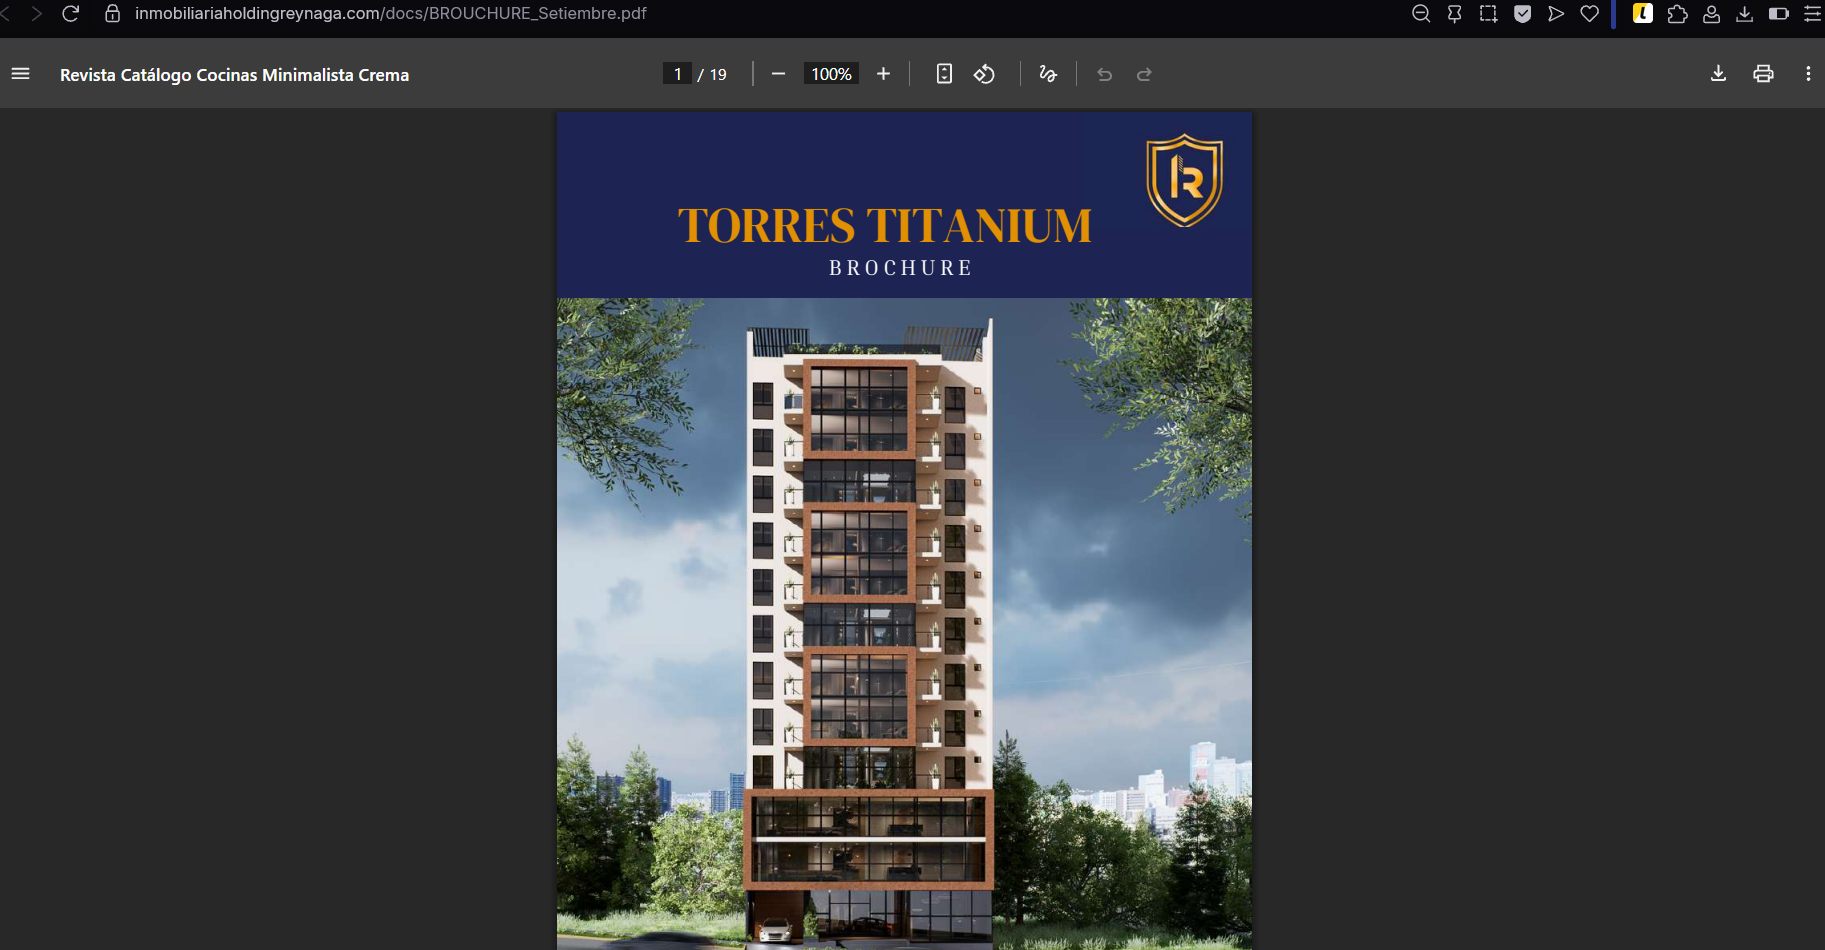 inmobiliariaholdingreynaga.com/docs/BROUCHURE_Setiembre.pdf
Revista Catálogo Cocinas Minimalista Crema
1 / 19
100%
TORRES TITANIUM
BROCHURE